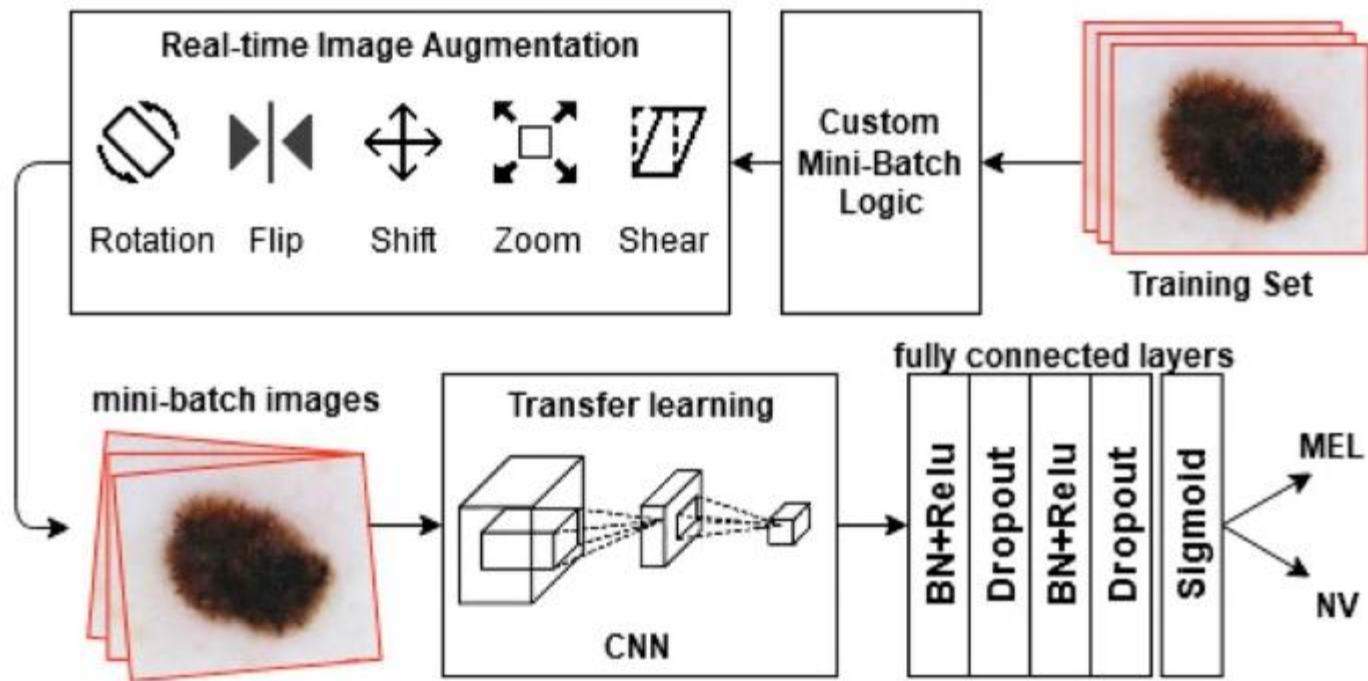 Real-time Image Augmentation
Rotation Flip Shift Zoom Shear
Custom
Mini-Batch
Logic
Training Set
mini-batch images
Transfer learning
CNN
fully connected layers
BN+Relu
Dropout
BN+Relu
Dropout
Sigmoid
MEL
NV